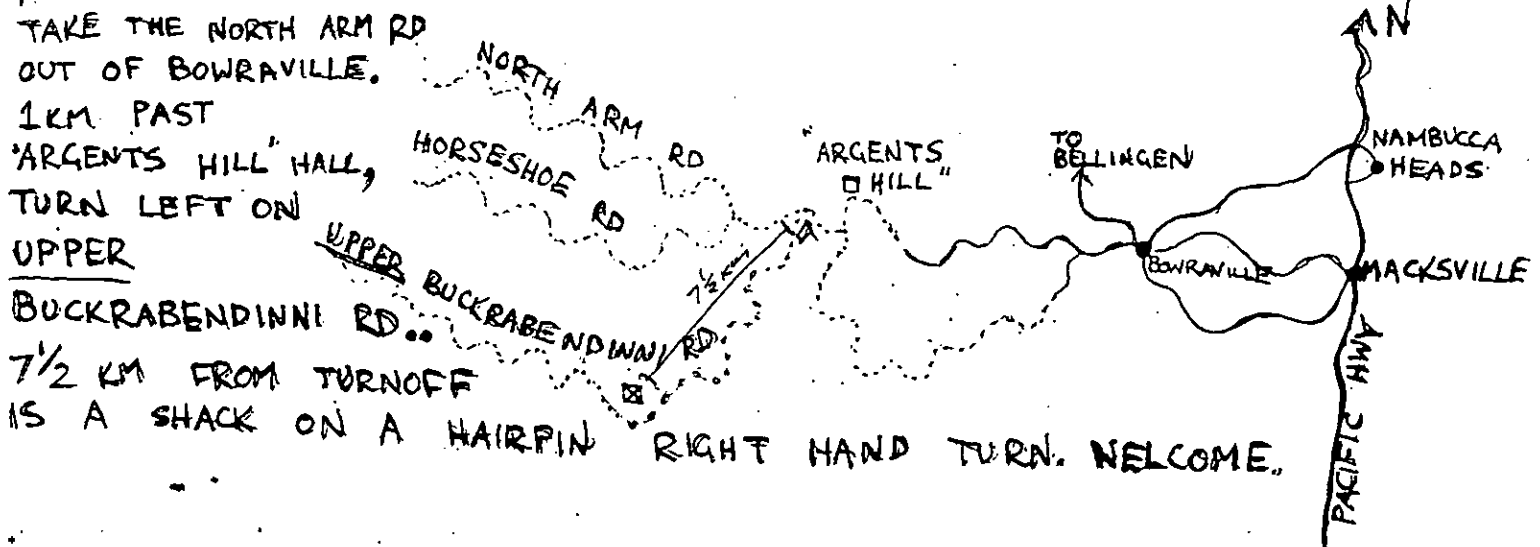 TAKE THE NORTH ARM RD
OUT OF BOWRAVILLE.
1KM PAST
"ARGENTS HILL" HALL,
TURN LEFT ON
UPPER
BUCKRABENDINNI RD..
7½ KM FROM TURNOFF
IS A SHACK ON A HAIRPIN RIGHT HAND TURN. WELCOME.
NORTH ARM RD
HORSESHOE RD
UPPER BUCKRABENDINNI RD
7½ KM
"ARGENTS
HILL"
TO
BELLINGEN
BOWRAVILLE
N
NAMBUCCA
HEADS
MACKSVILLE
PACIFIC HWY